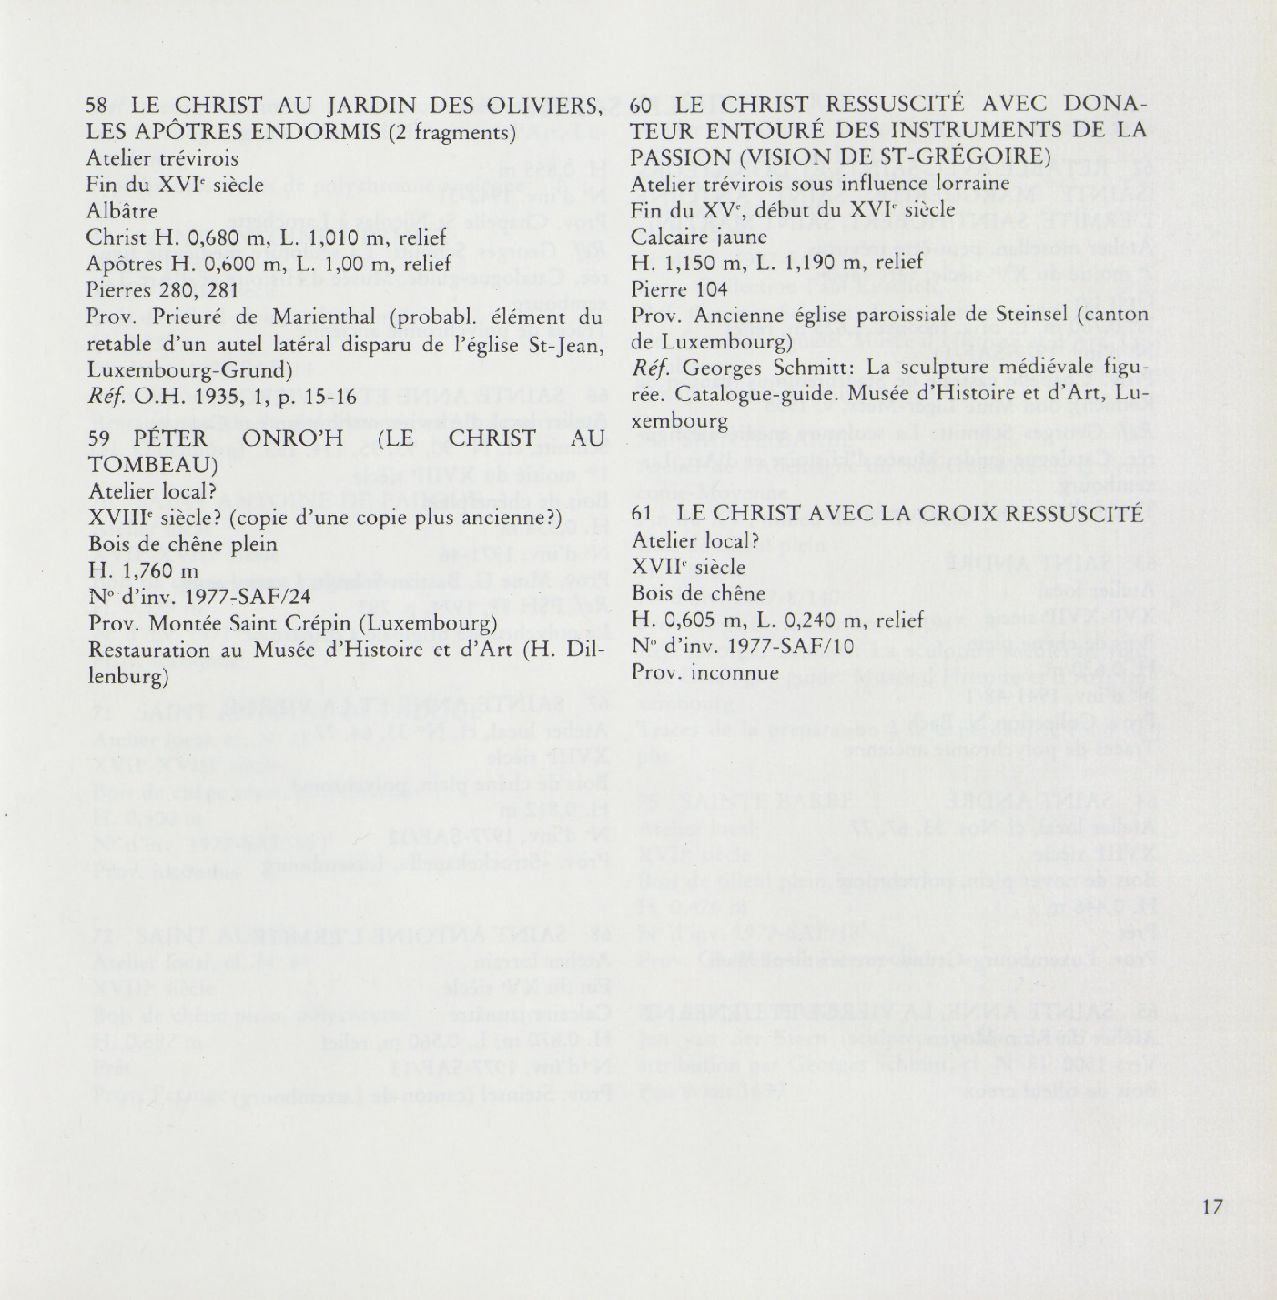 58 LE CHRIST AU JARDIN DES OLIVIERS,
LES APÔTRES ENDORMIS (2 fragments)
Atelier trévirois
Fin du XVIᵉ siècle
Albâtre
Christ H. 0,680 m, L. 1,010 m, relief
Apôtres H. 0,600 m, L. 1,00 m, relief
Pierres 280, 281
Prov. Prieuré de Marienthal (probabl. élément du
retable d’un autel latéral disparu de l’église St-Jean,
Luxembourg-Grund)
Réf. O.H. 1935, 1, p. 15-16
59 PÉTER ONRO’H (LE CHRIST AU
TOMBEAU)
Atelier local?
XVIIIᵉ siècle? (copie d’une copie plus ancienne?)
Bois de chêne plein
H. 1,760 m
N° d’inv. 1977-SAF/24
Prov. Montée Saint Crépin (Luxembourg)
Restauration au Musée d’Histoire et d’Art (H. Dil-
lenburg)
60 LE CHRIST RESSUSCITÉ AVEC DONA-
TEUR ENTOURÉ DES INSTRUMENTS DE LA
PASSION (VISION DE ST-GRÉGOIRE)
Atelier trévirois sous influence lorraine
Fin du XVᵉ, début du XVIᵉ siècle
Calcaire jaune
H. 1,150 m, L. 1,190 m, relief
Pierre 104
Prov. Ancienne église paroissiale de Steinsel (canton
de Luxembourg)
Réf. Georges Schmitt: La sculpture médiévale figu-
rée. Catalogue-guide. Musée d’Histoire et d’Art, Lu-
xembourg
61 LE CHRIST AVEC LA CROIX RESSUSCITÉ
Atelier local?
XVIIᵉ siècle
Bois de chêne
H. 0,605 m, L. 0,240 m, relief
N° d’inv. 1977-SAF/10
Prov. inconnue
17